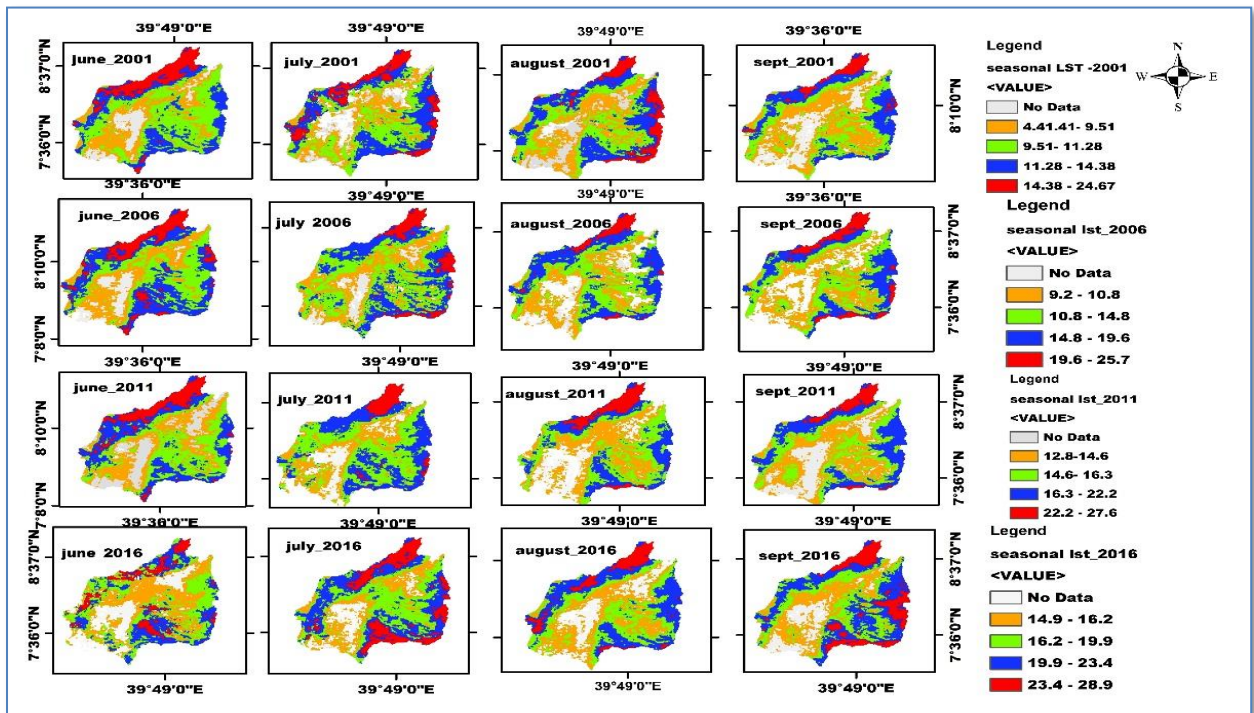 39°49'0"E 39°49'0"E 39°49'0"E 39°36'0"E
june_2001 july_2001 august_2001 sept_2001
8°37'0"N
7°36'0"N
8°10'0"N
Legend
seasonal LST -2001
<VALUE>
No Data
4.41.41- 9.51
9.51- 11.28
11.28 - 14.38
14.38 - 24.67
N
W E
S
39°36'0"E 39°49'0"E 39°49'0"E 39°36'0"E
june_2006 july 2006 august_2006 sept_2006
8°10'0"N
7°8'0"N
8°37'0"N
7°36'0"N
Legend
seasonal lst_2006
<VALUE>
No Data
9.2 - 10.8
10.8 - 14.8
14.8 - 19.6
19.6 - 25.7
39°36'0"E 39°49'0"E 39°49'0"E 39°49'0"E
june_2011 july_2011 august_2011 sept_2011
8°10'0"N
7°8'0"N
8°37'0"N
7°36'0"N
Legend
seasonal lst_2011
<VALUE>
No Data
12.8-14.6
14.6- 16.3
16.3 - 22.2
22.2 - 27.6
39°36'0"E 39°49'0"E 39°49'0"E 39°49'0"E
june_2016 july_2016 august_2016 sept_2016
8°37'0"N
7°36'0"N
8°37'0"N
7°36'0"N
Legend
seasonal lst_2016
<VALUE>
No Data
14.9 - 16.2
16.2 - 19.9
19.9 - 23.4
23.4 - 28.9
39°49'0"E 39°49'0"E 39°49'0"E 39°49'0"E